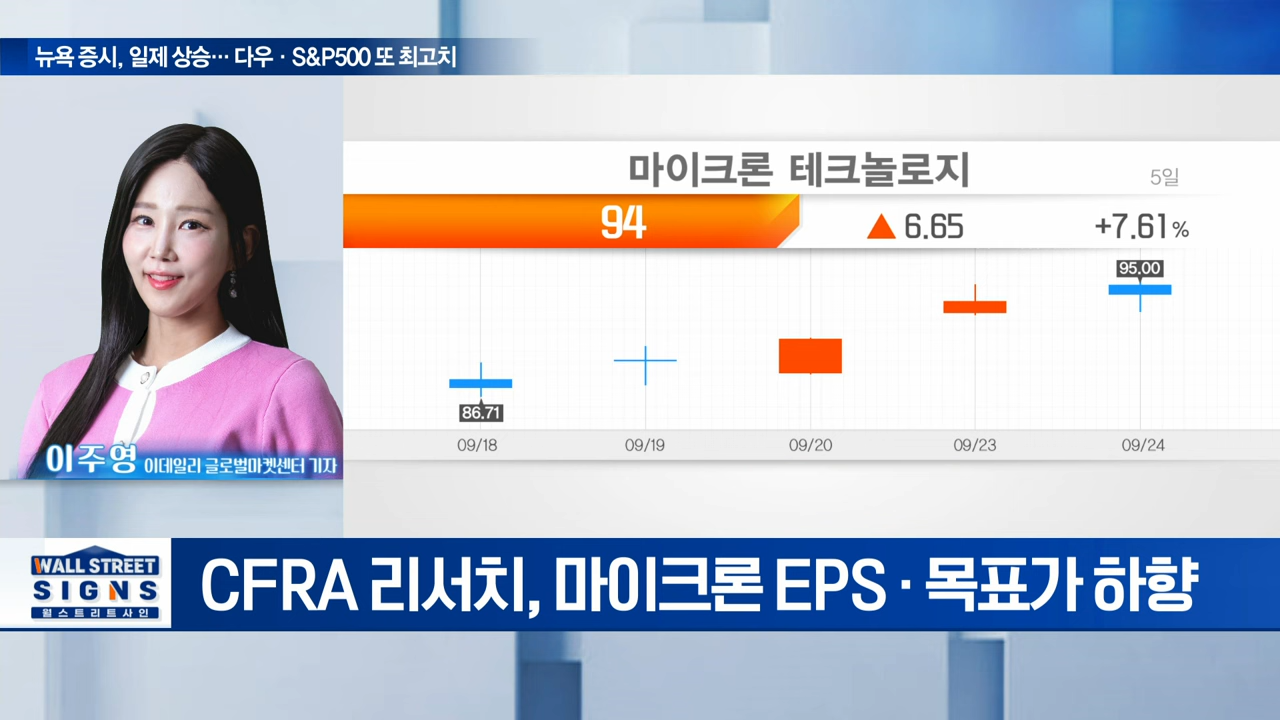 뉴욕 증시, 일제 상승… 다우 · S&P500 또 최고치
마이크론 테크놀로지
5일
94 ▲ 6.65 +7.61%
95.00
86.71
09/18 09/19 09/20 09/23 09/24
이주영 이데일리 글로벌마켓센터 기자
WALL STREET
SIGNS
월스트리트사인
CFRA 리서치, 마이크론 EPS · 목표가 하향